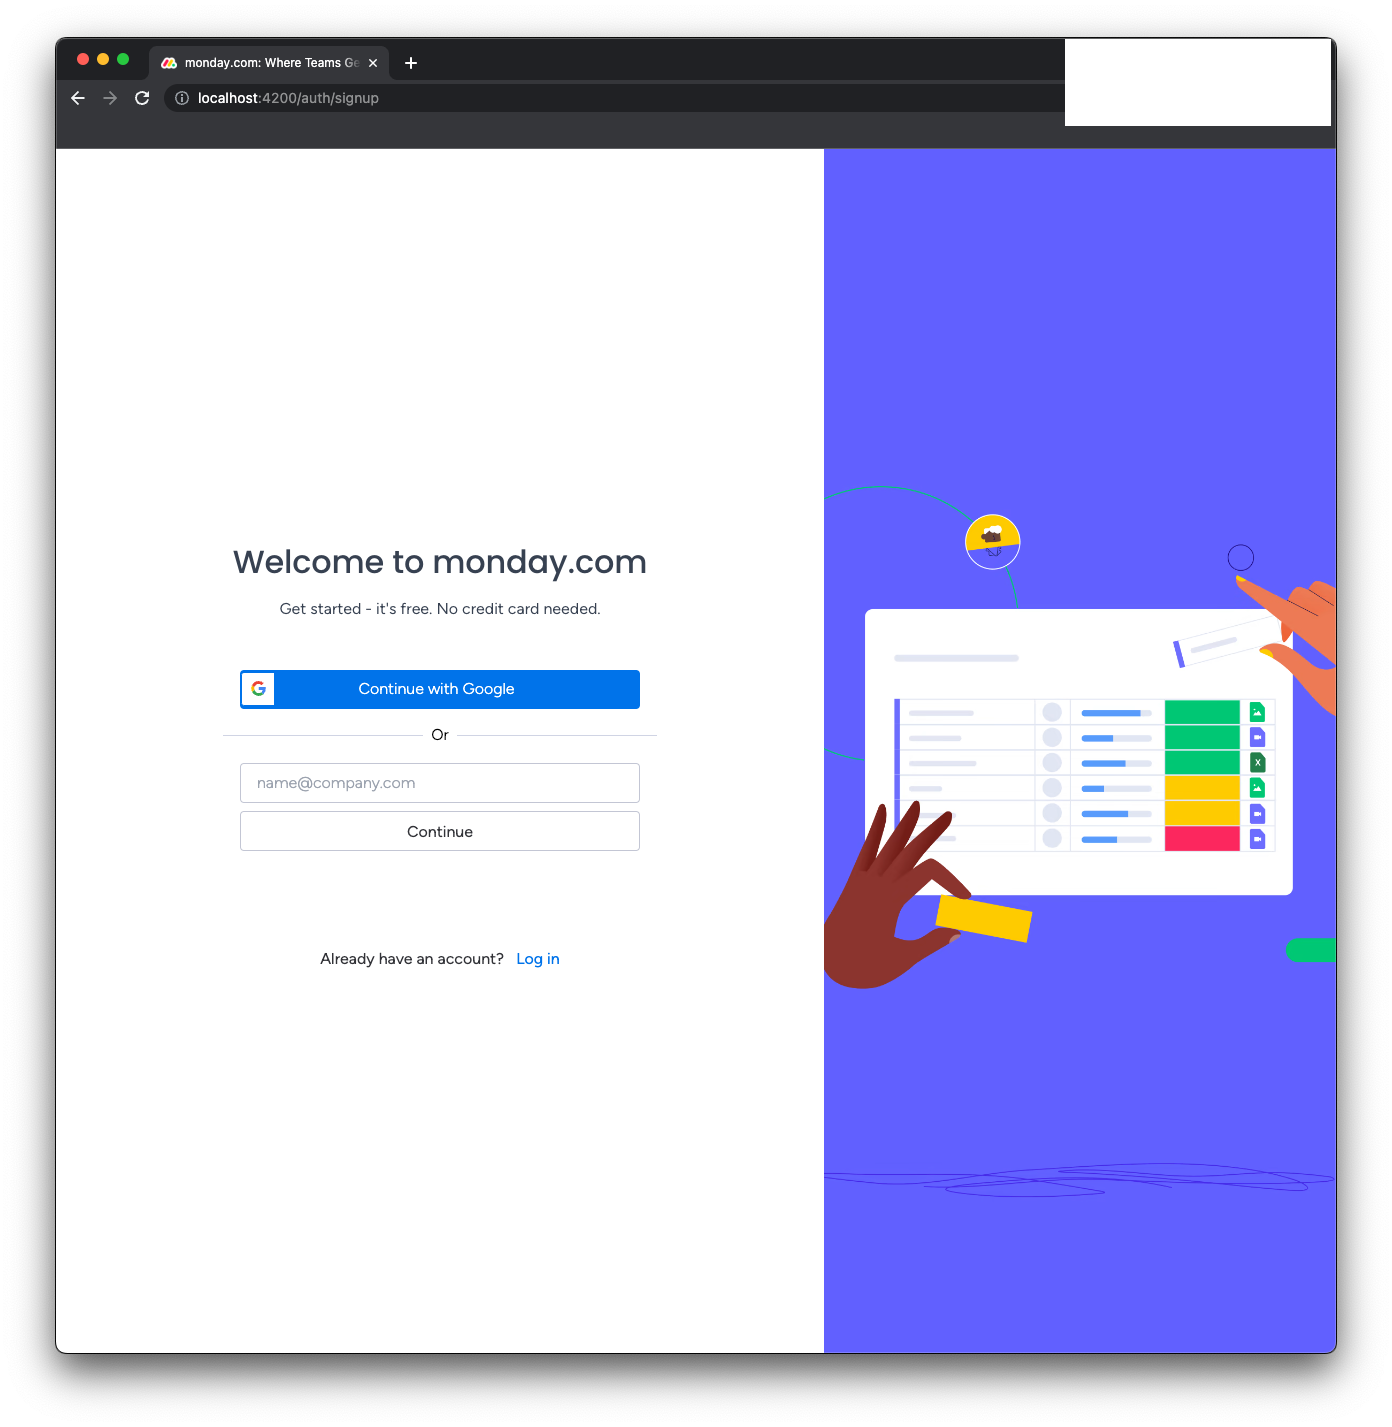 monday.com: Where Teams Ge
localhost:4200/auth/signup
Welcome to monday.com
Get started - it's free. No credit card needed.
Continue with Google
Or
name@company.com
Continue
Already have an account? Log in
X